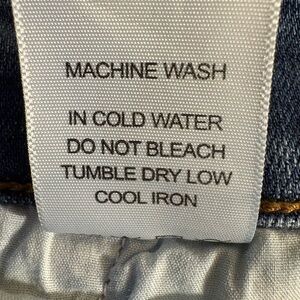 MACHINE WASH
IN COLD WATER
DO NOT BLEACH
TUMBLE DRY LOW
COOL IRON